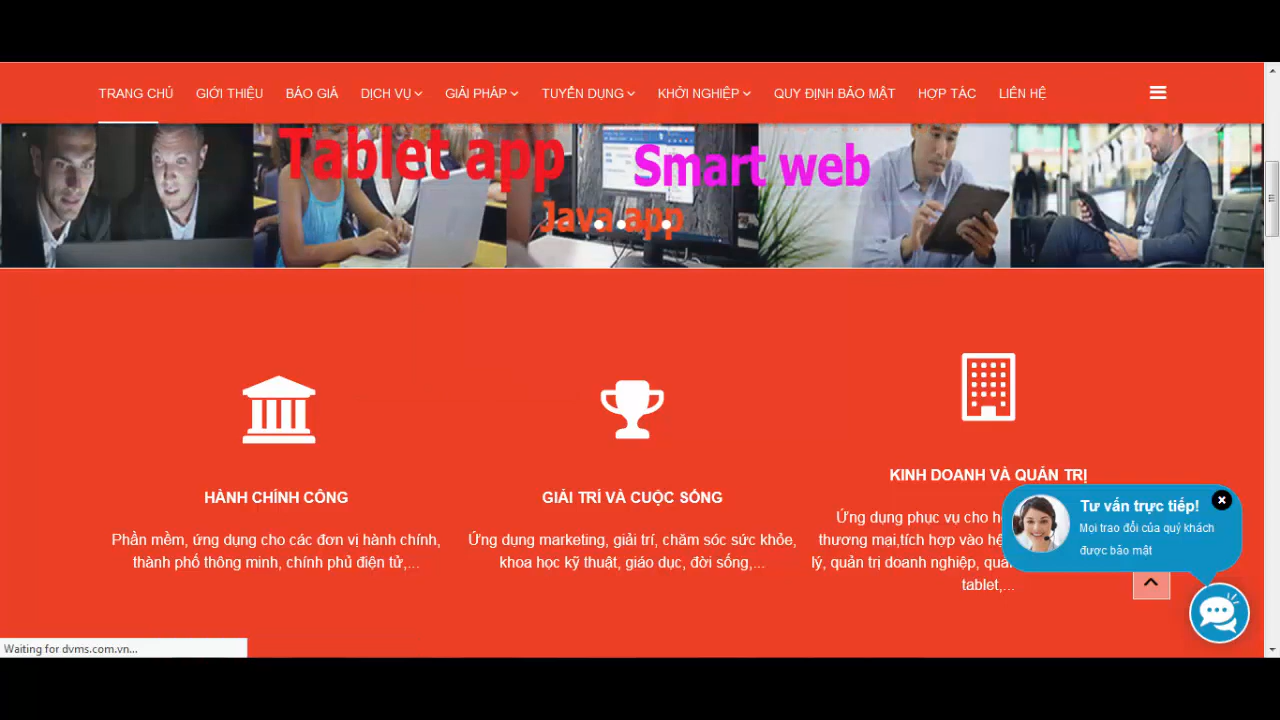 TRANG CHỦ GIỚI THIỆU BÁO GIÁ DỊCH VỤ GIẢI PHÁP TUYỂN DỤNG KHỞI NGHIỆP QUY ĐỊNH BẢO MẬT HỢP TÁC LIÊN HỆ
Tablet app
Smart web
Java app
HÀNH CHÍNH CÔNG
Phần mềm, ứng dụng cho các đơn vị hành chính,
thành phố thông minh, chính phủ điện tử,...
GIẢI TRÍ VÀ CUỘC SỐNG
Ứng dụng marketing, giải trí, chăm sóc sức khỏe,
khoa học kỹ thuật, giáo dục, đời sống,...
KINH DOANH VÀ QUẢN TRỊ
Ứng dụng phục vụ cho
thương mại,tích hợp vào
lý, quản trị doanh nghiệp,
tablet,...
Tư vấn trực tiếp!
Mọi trao đổi của quý khách
được bảo mật
Waiting for dvms.com.vn...